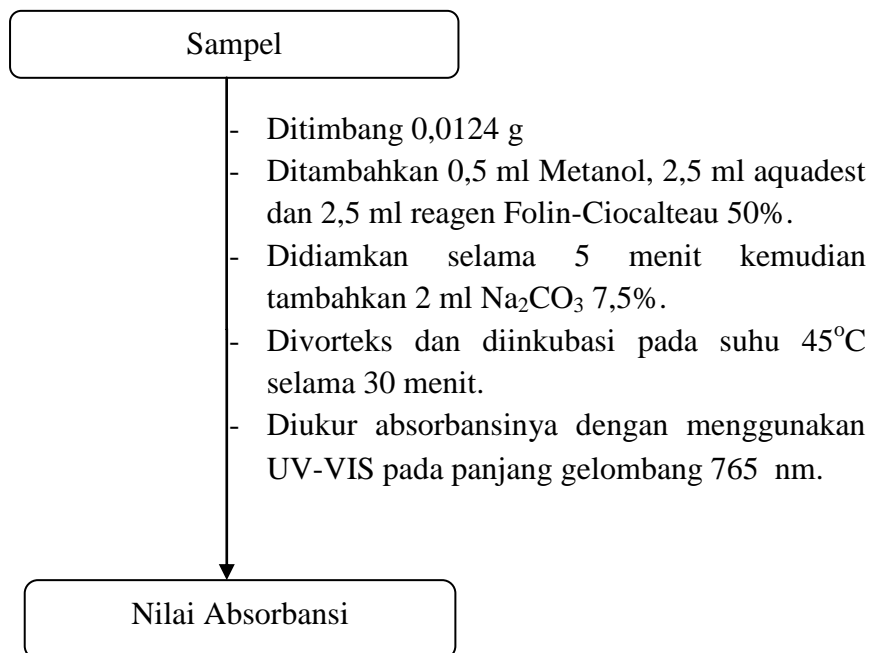 Sampel
- Ditimbang 0,0124 g
- Ditambahkan 0,5 ml Metanol, 2,5 ml aquadest
dan 2,5 ml reagen Folin-Ciocalteau 50%.
- Didiamkan selama 5 menit kemudian
tambahkan 2 ml Na₂CO₃ 7,5%.
- Divorteks dan diinkubasi pada suhu 45ᵒC
selama 30 menit.
- Diukur absorbansinya dengan menggunakan
UV-VIS pada panjang gelombang 765 nm.
Nilai Absorbansi